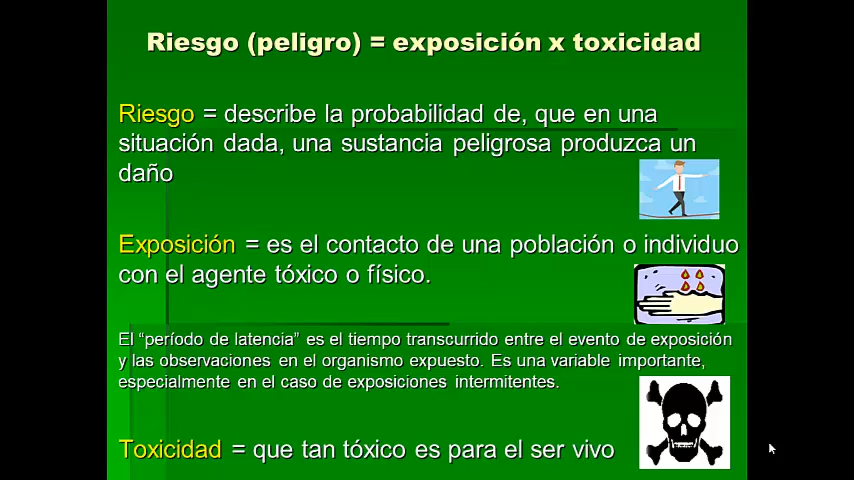 Riesgo (peligro) = exposición x toxicidad
Riesgo = describe la probabilidad de, que en una
situación dada, una sustancia peligrosa produzca un
daño
Exposición = es el contacto de una población o individuo
con el agente tóxico o físico.
El “período de latencia” es el tiempo transcurrido entre el evento de exposición
y las observaciones en el organismo expuesto. Es una variable importante,
especialmente en el caso de exposiciones intermitentes.
Toxicidad = que tan tóxico es para el ser vivo